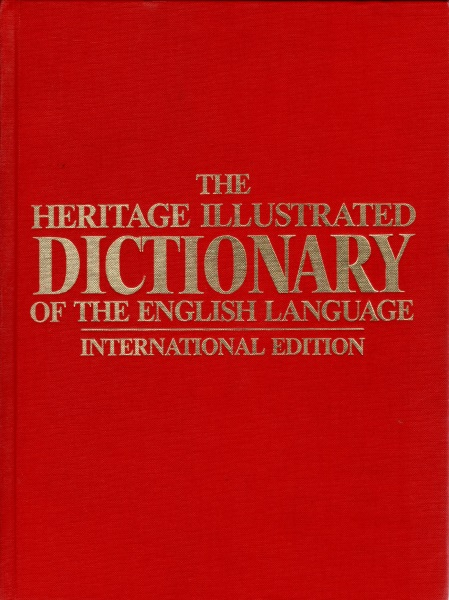 THE
HERITAGE ILLUSTRATED
DICTIONARY
OF THE ENGLISH LANGUAGE
INTERNATIONAL EDITION